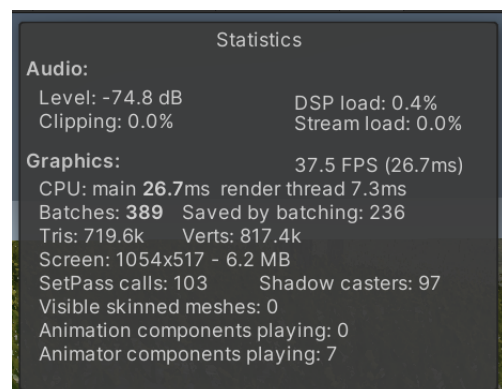 Statistics
Audio:
Level: -74.8 dB DSP load: 0.4%
Clipping: 0.0% Stream load: 0.0%
Graphics: 37.5 FPS (26.7ms)
CPU: main 26.7ms render thread 7.3ms
Batches: 389 Saved by batching: 236
Tris: 719.6k Verts: 817.4k
Screen: 1054x517 - 6.2 MB
SetPass calls: 103 Shadow casters: 97
Visible skinned meshes: 0
Animation components playing: 0
Animator components playing: 7